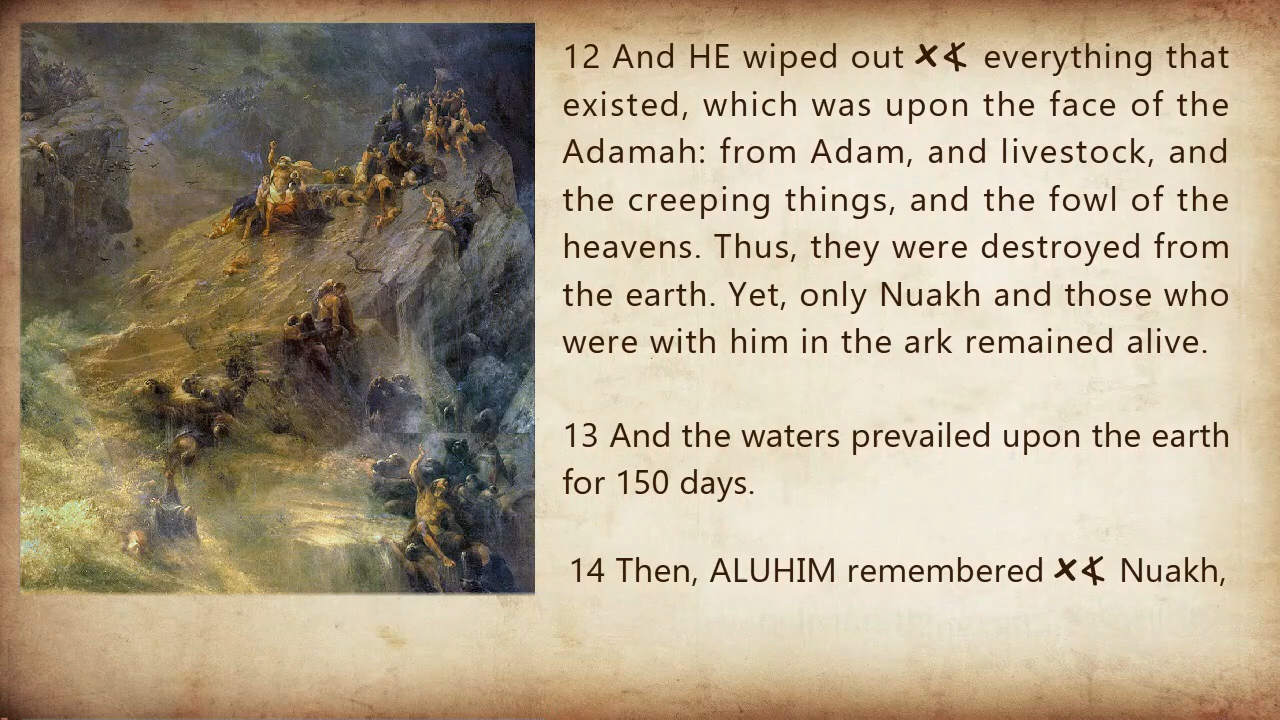 12 And HE wiped out 𐤀𐤕 everything that
existed, which was upon the face of the
Adamah: from Adam, and livestock, and
the creeping things, and the fowl of the
heavens. Thus, they were destroyed from
the earth. Yet, only Nuakh and those who
were with him in the ark remained alive.
13 And the waters prevailed upon the earth
for 150 days.
14 Then, ALUHIM remembered 𐤀𐤕 Nuakh,